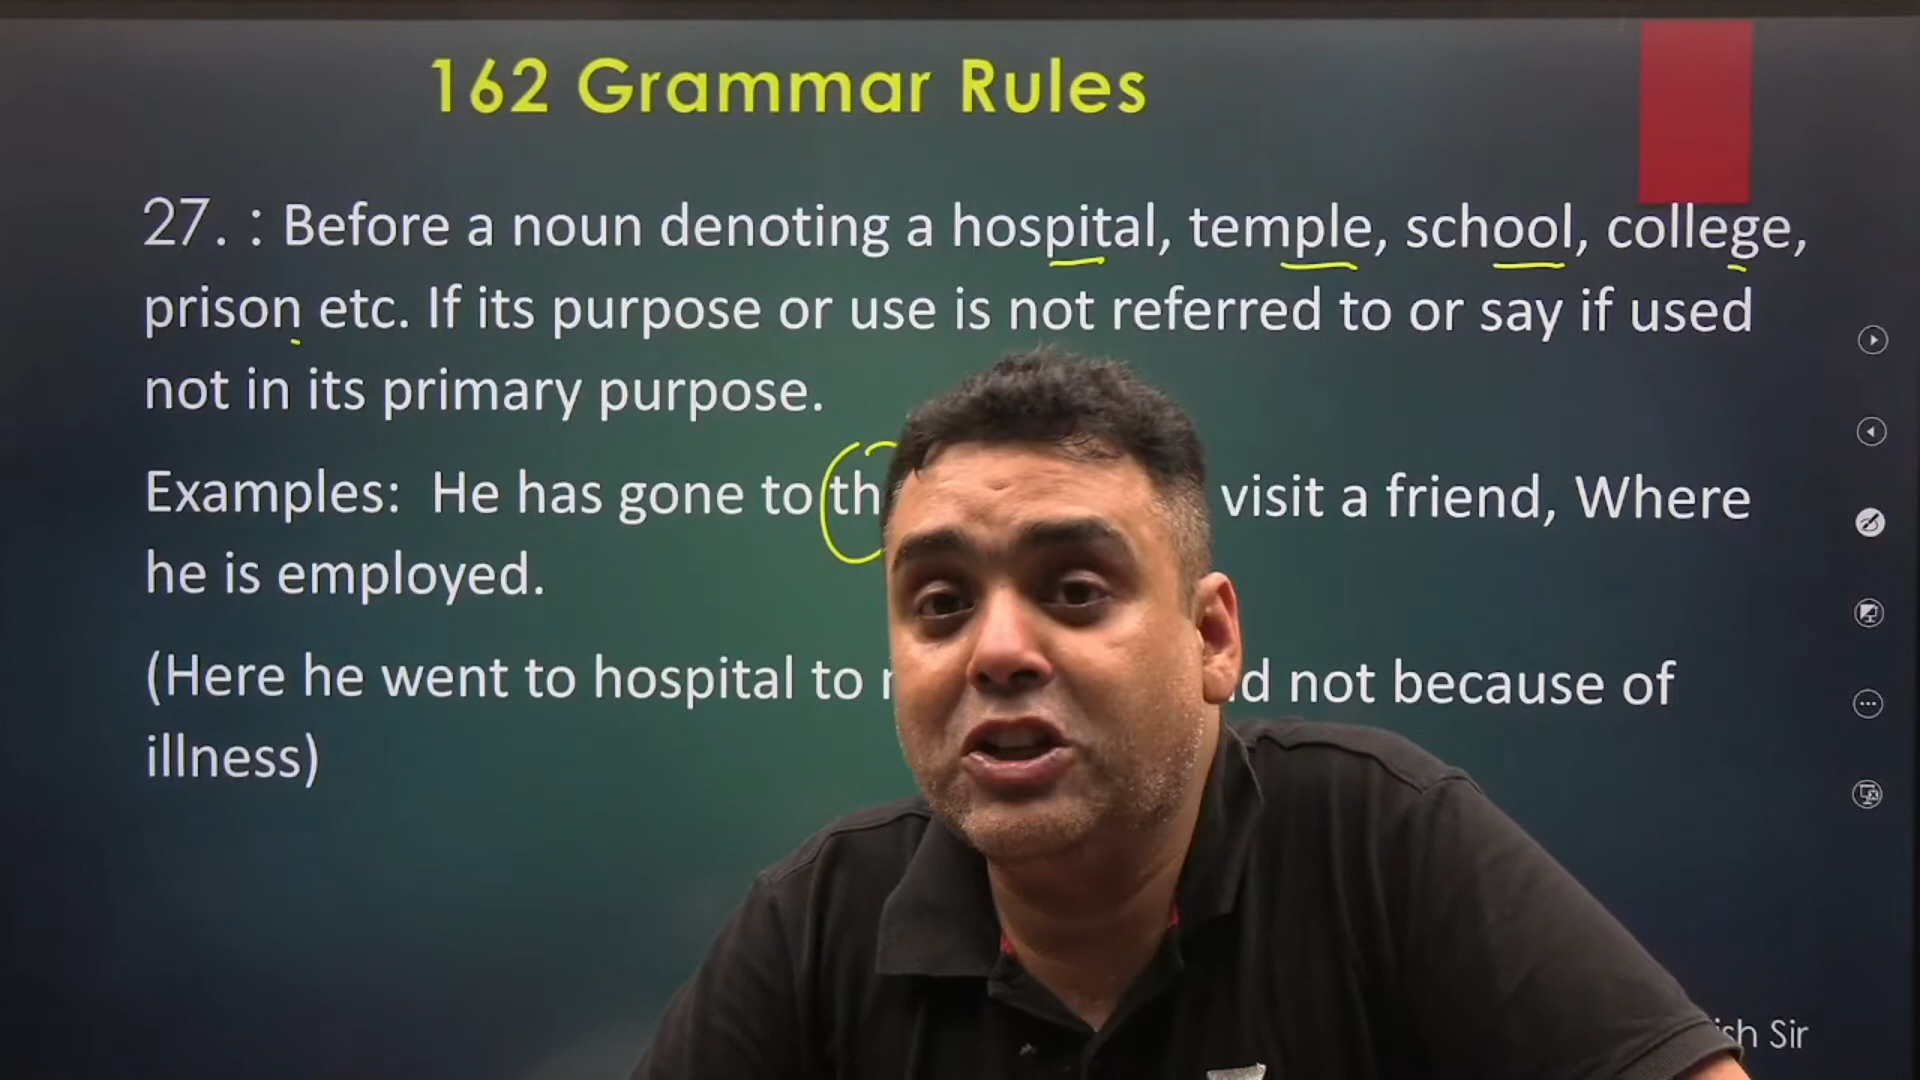 162 Grammar Rules
27. : Before a noun denoting a hospital, temple, school, college,
prison etc. If its purpose or use is not referred to or say if used
not in its primary purpose.
Examples: He has gone to visit a friend, Where
he is employed.
(Here he went to hospital to not because of
illness)
Sir